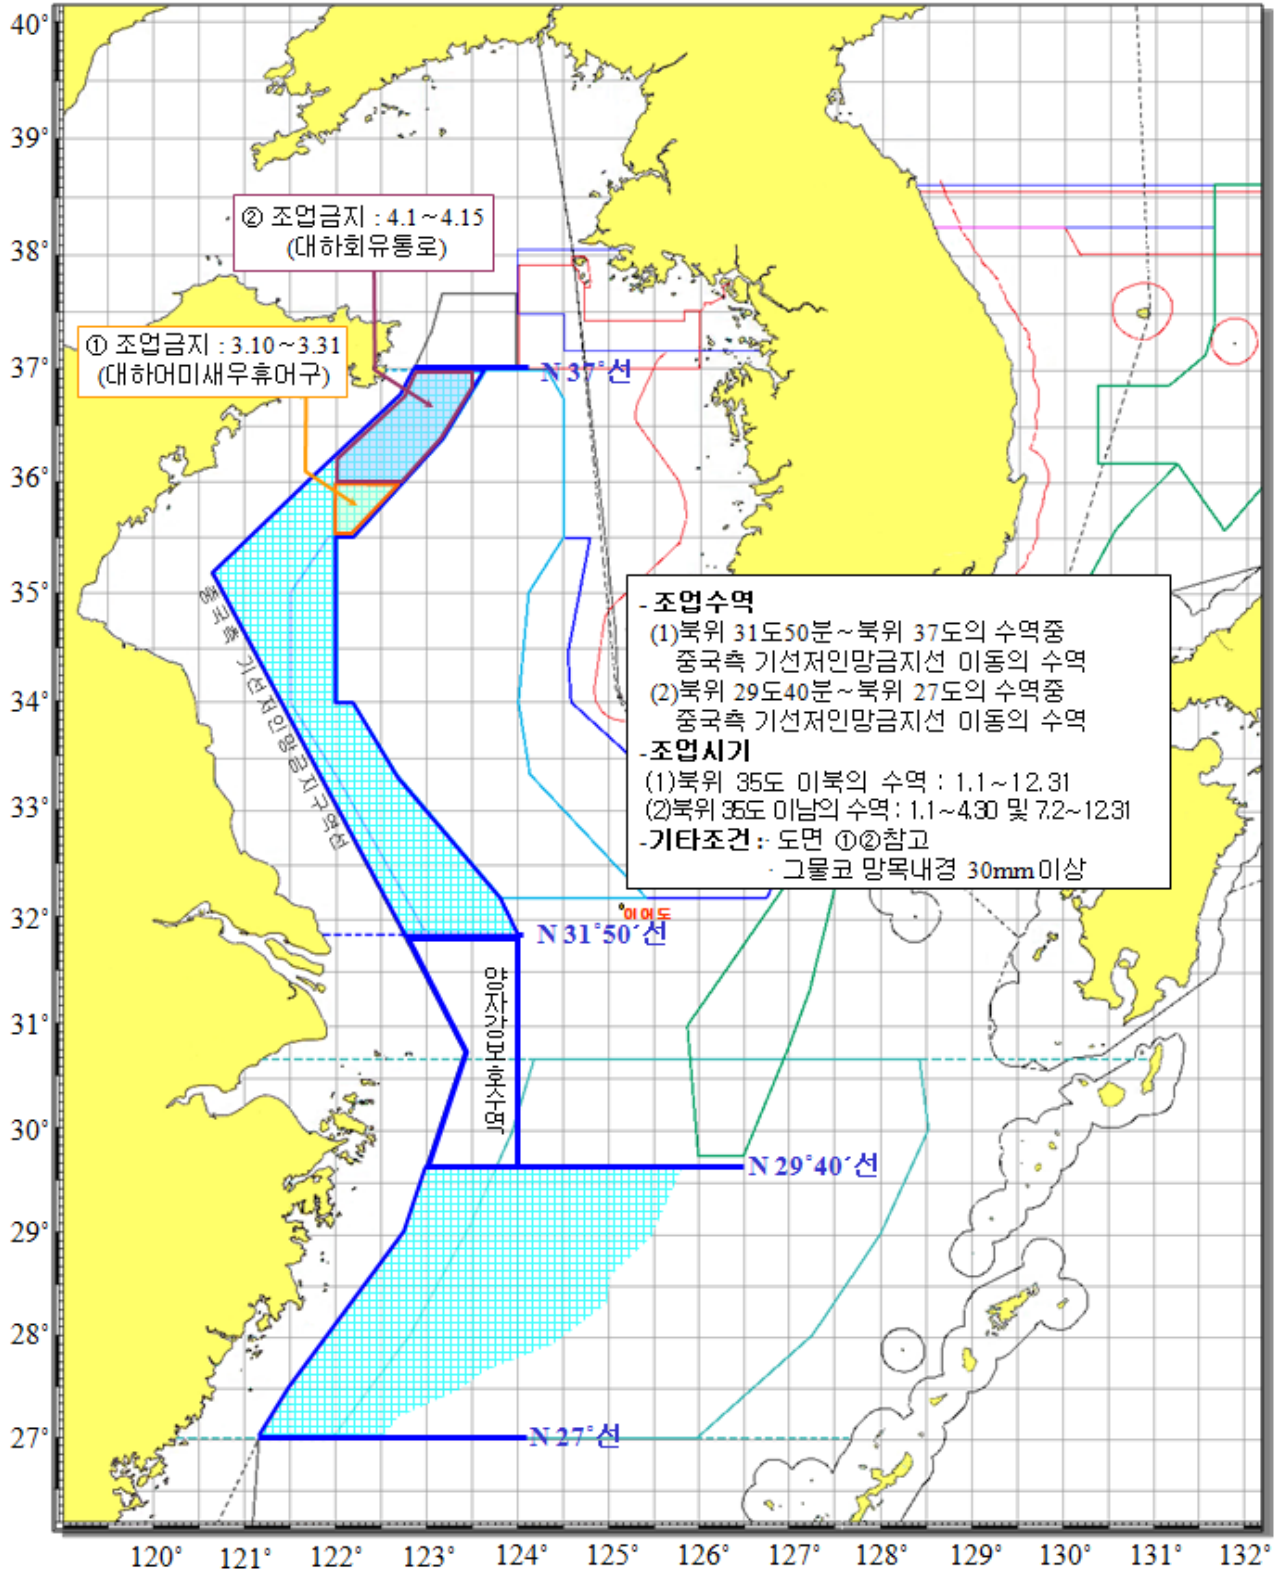 40°
39°
38°
37°
36°
35°
34°
33°
32°
31°
30°
29°
28°
27°
② 조업금지 : 4.1~4.15
(대하회유통로)
① 조업금지 : 3.10~3.31
(대하어미새우휴어구)
N 37°선
중국측 기선저인망금지구역선
- 조업수역
(1)북위 31도50분~북위 37도의 수역중
중국측 기선저인망금지선 이동의 수역
(2)북위 29도40분~북위 27도의 수역중
중국측 기선저인망금지선 이동의 수역
-조업시기
(1)북위 35도 이북의 수역 : 1.1~12.31
(2)북위 35도 이남의 수역 : 1.1~4.30 및 7.2~12.31
-기타조건 : · 도면 ①②참고
· 그물코 망목내경 30mm이상
이어도
N 31°50´선
양자강보호수역
N 29°40´선
N 27°선
120° 121° 122° 123° 124° 125° 126° 127° 128° 129° 130° 131° 132°